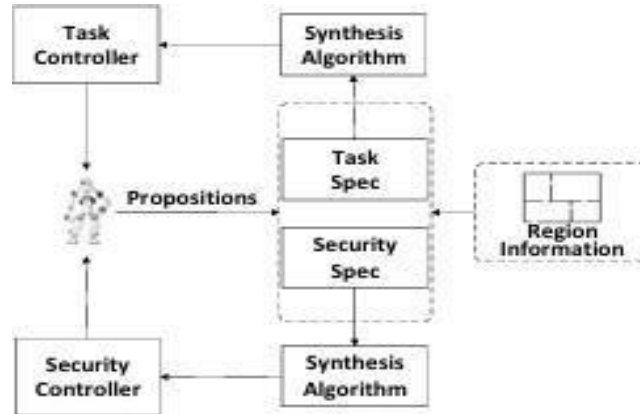 Task
Controller
Synthesis
Algorithm
Task
Spec
Propositions
Security
Spec
Region
Information
Security
Controller
Synthesis
Algorithm